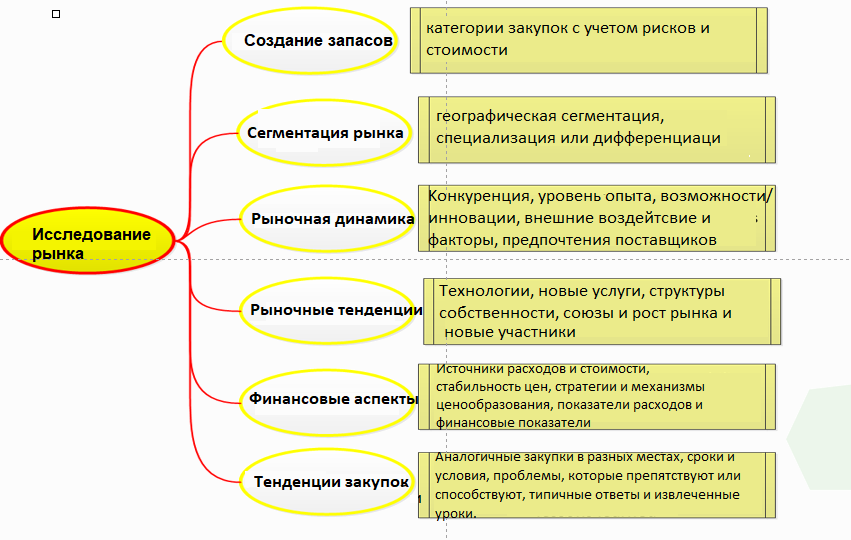 Создание запасов
категории закупок с учетом рисков и
стоимости
Сегментация рынка
географическая сегментация,
специализация или дифференциаци
Рыночная динамика
Конкуренция, уровень опыта, возможности/
инновации, внешние воздейтсвие и
факторы, предпочтения поставщиков
Исследование
рынка
Рыночные тенденции
Технологии, новые услуги, структуры
собственности, союзы и рост рынка и
новые участники
Финансовые аспекты
Источники расходов и стоимости,
стабильность цен, стратегии и механизмы
ценообразования, показатели расходов и
финансовые показатели
Тенденции закупок
Аналогичные закупки в разных местах, сроки и
условия, проблемы, которые препятствуют или
способствуют, типичные ответы и извлеченные
уроки.